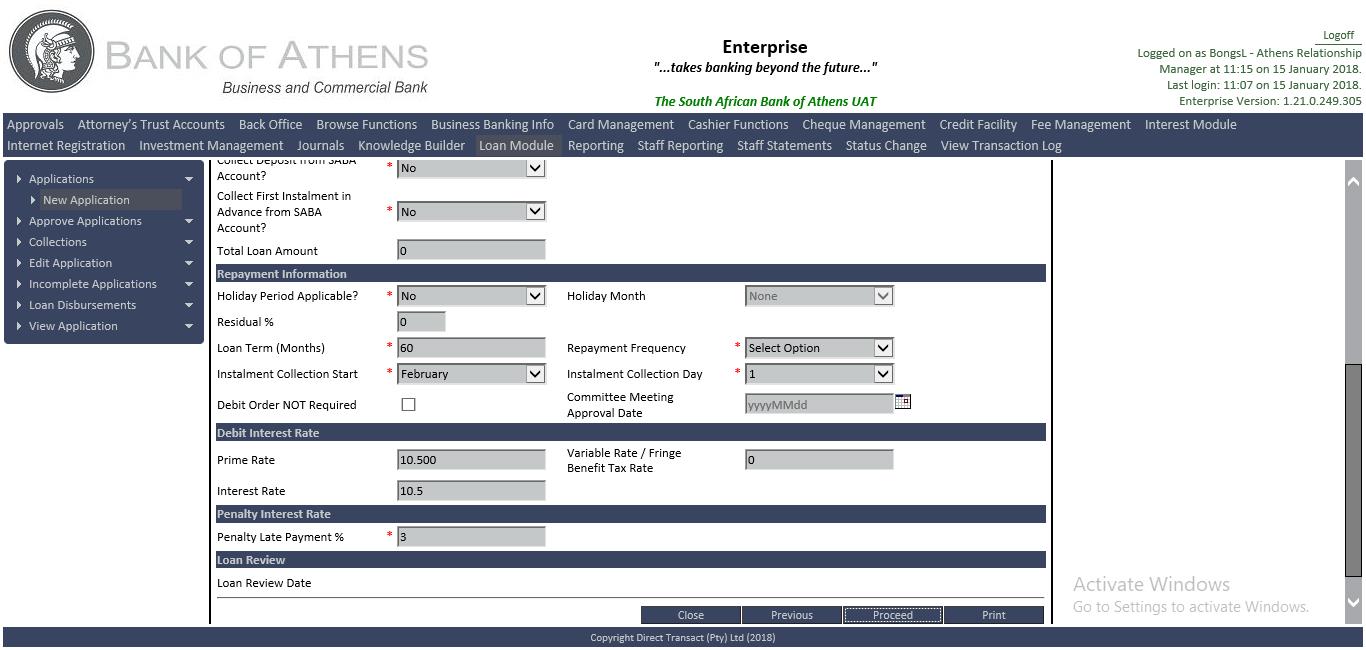 BANK OF ATHENS
Business and Commercial Bank
Enterprise
"...takes banking beyond the future..."
The South African Bank of Athens UAT
Logoff
Logged on as BongsL - Athens Relationship
Manager at 11:15 on 15 January 2018.
Last login: 11:07 on 15 January 2018.
Enterprise Version: 1.21.0.249.305
Approvals Attorney's Trust Accounts Back Office Browse Functions Business Banking Info Card Management Cashier Functions Cheque Management Credit Facility Fee Management Interest Module
Internet Registration Investment Management Journals Knowledge Builder Loan Module Reporting Staff Reporting Staff Statements Status Change View Transaction Log
Applications
New Application
Approve Applications
Collections
Edit Application
Incomplete Applications
Loan Disbursements
View Application
Collect Deposit from SABA
Account? * No
Collect First Instalment in
Advance from SABA * No
Account?
Total Loan Amount 0
Repayment Information
Holiday Period Applicable? * No Holiday Month None
Residual % 0
Loan Term (Months) * 60 Repayment Frequency * Select Option
Instalment Collection Start * February Instalment Collection Day * 1
Debit Order NOT Required Committee Meeting
Approval Date yyyyMMdd
Debit Interest Rate
Prime Rate 10.500 Variable Rate / Fringe
Benefit Tax Rate 0
Interest Rate 10.5
Penalty Interest Rate
Penalty Late Payment % * 3
Loan Review
Loan Review Date
Close Previous Proceed Print
Activate Windows
Go to Settings to activate Windows.
Copyright Direct Transact (Pty) Ltd (2018)